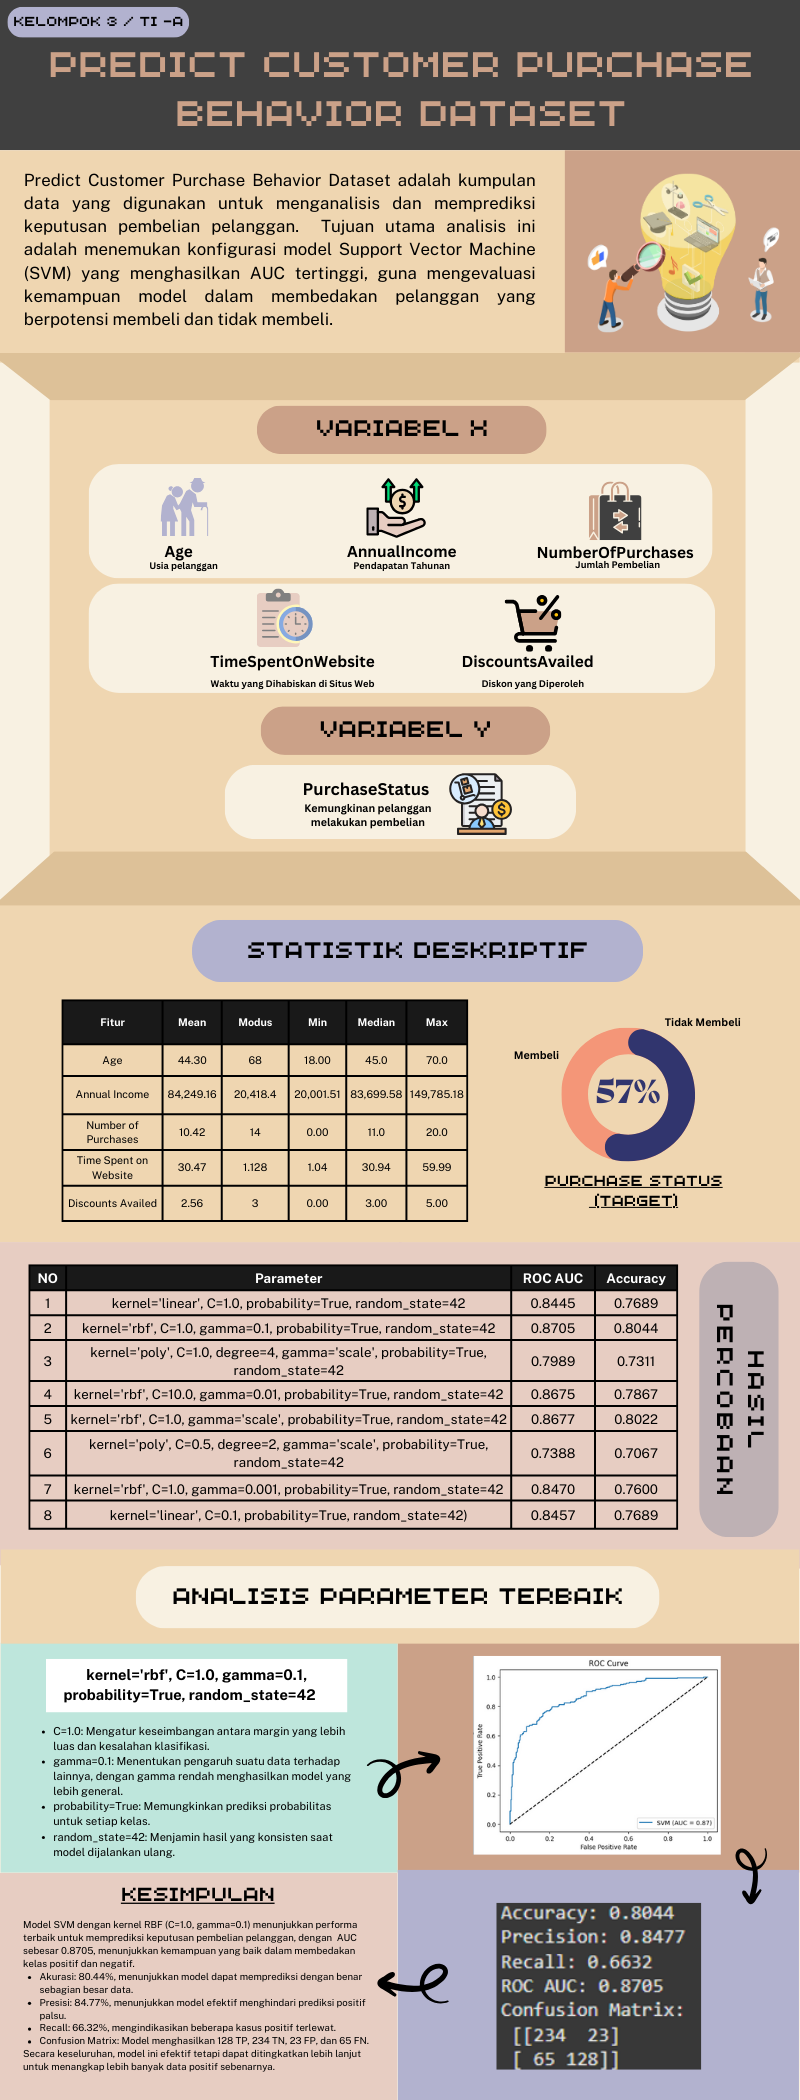 KELOMPOK 3 / TI -A
PREDICT CUSTOMER PURCHASE
BEHAVIOR DATASET
Predict Customer Purchase Behavior Dataset adalah kumpulan
data yang digunakan untuk menganalisis dan memprediksi
keputusan pembelian pelanggan. Tujuan utama analisis ini
adalah menemukan konfigurasi model Support Vector Machine
(SVM) yang menghasilkan AUC tertinggi, guna mengevaluasi
kemampuan model dalam membedakan pelanggan yang
berpotensi membeli dan tidak membeli.
VARIABEL X
Age
Usia pelanggan
AnnualIncome
Pendapatan Tahunan
NumberOfPurchases
Jumlah Pembelian
TimeSpentOnWebsite
Waktu yang Dihabiskan di Situs Web
DiscountsAvailed
Diskon yang Diperoleh
VARIABEL Y
PurchaseStatus
Kemungkinan pelanggan
melakukan pembelian
STATISTIK DESKRIPTIF
Fitur Mean Modus Min Median Max
Age 44.30 68 18.00 45.0 70.0
Annual Income 84,249.16 20,418.4 20,001.51 83,699.58 149,785.18
Number of
Purchases 10.42 14 0.00 11.0 20.0
Time Spent on
Website 30.47 1.128 1.04 30.94 59.99
Discounts Availed 2.56 3 0.00 3.00 5.00
Tidak Membeli
Membeli
57%
PURCHASE STATUS
(TARGET)
NO Parameter ROC AUC Accuracy
1 kernel='linear', C=1.0, probability=True, random_state=42 0.8445 0.7689
2 kernel='rbf', C=1.0, gamma=0.1, probability=True, random_state=42 0.8705 0.8044
3 kernel='poly', C=1.0, degree=4, gamma='scale', probability=True,
random_state=42 0.7989 0.7311
4 kernel='rbf', C=10.0, gamma=0.01, probability=True, random_state=42 0.8675 0.7867
5 kernel='rbf', C=1.0, gamma='scale', probability=True, random_state=42 0.8677 0.8022
6 kernel='poly', C=0.5, degree=2, gamma='scale', probability=True,
random_state=42 0.7388 0.7067
7 kernel='rbf', C=1.0, gamma=0.001, probability=True, random_state=42 0.8470 0.7600
8 kernel='linear', C=0.1, probability=True, random_state=42) 0.8457 0.7689
HASIL
PERCOBAAN
ANALISIS PARAMETER TERBAIK
kernel='rbf', C=1.0, gamma=0.1,
probability=True, random_state=42
• C=1.0: Mengatur keseimbangan antara margin yang lebih
luas dan kesalahan klasifikasi.
• gamma=0.1: Menentukan pengaruh suatu data terhadap
lainnya, dengan gamma rendah menghasilkan model yang
lebih general.
• probability=True: Memungkinkan prediksi probabilitas
untuk setiap kelas.
• random_state=42: Menjamin hasil yang konsisten saat
model dijalankan ulang.
ROC Curve
True Positive Rate
1.0
0.8
0.6
0.4
0.2
0.0
SVM (AUC = 0.87)
0.0 0.2 0.4 0.6 0.8 1.0
False Positive Rate
KESIMPULAN
Model SVM dengan kernel RBF (C=1.0, gamma=0.1) menunjukkan performa
terbaik untuk memprediksi keputusan pembelian pelanggan, dengan AUC
sebesar 0.8705, menunjukkan kemampuan yang baik dalam membedakan
kelas positif dan negatif.
• Akurasi: 80.44%, menunjukkan model dapat memprediksi dengan benar
sebagian besar data.
• Presisi: 84.77%, menunjukkan model efektif menghindari prediksi positif
palsu.
• Recall: 66.32%, mengindikasikan beberapa kasus positif terlewat.
• Confusion Matrix: Model menghasilkan 128 TP, 234 TN, 23 FP, dan 65 FN.
Secara keseluruhan, model ini efektif tetapi dapat ditingkatkan lebih lanjut
untuk menangkap lebih banyak data positif sebenarnya.
Accuracy: 0.8044
Precision: 0.8477
Recall: 0.6632
ROC AUC: 0.8705
Confusion Matrix:
[[234 23]
[ 65 128]]